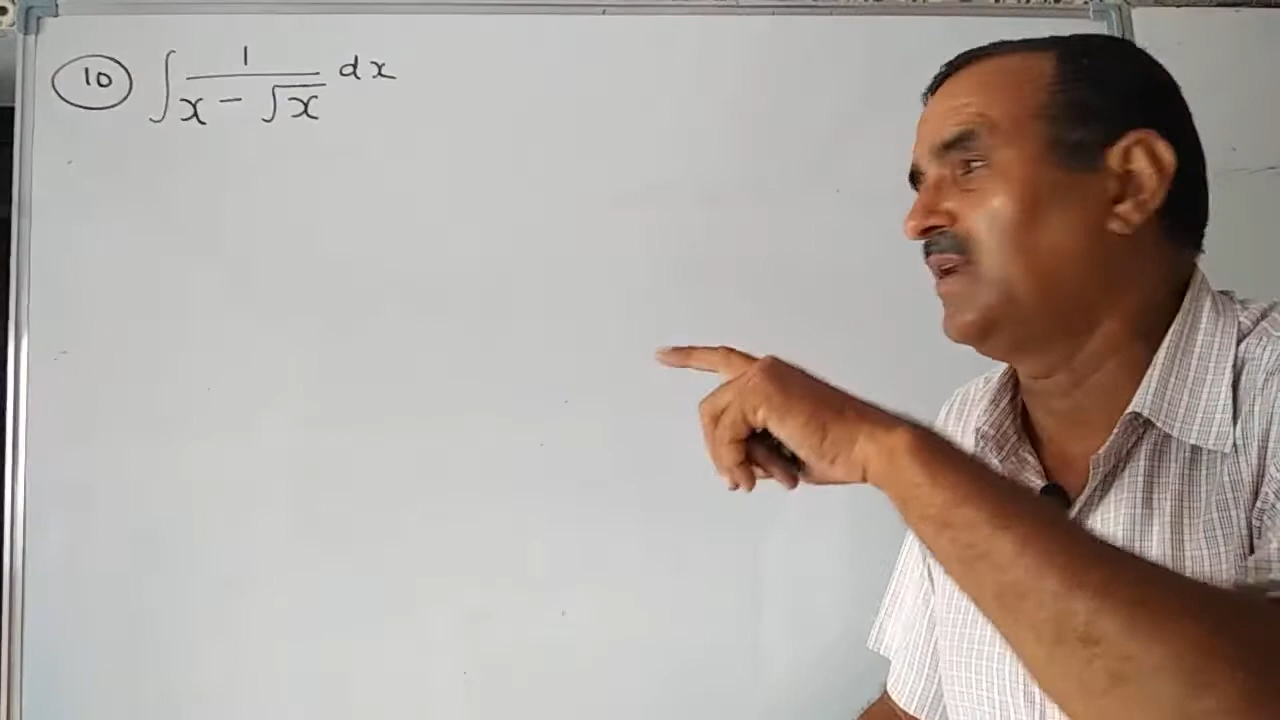 10 ∫ 1/(x - √x) dx